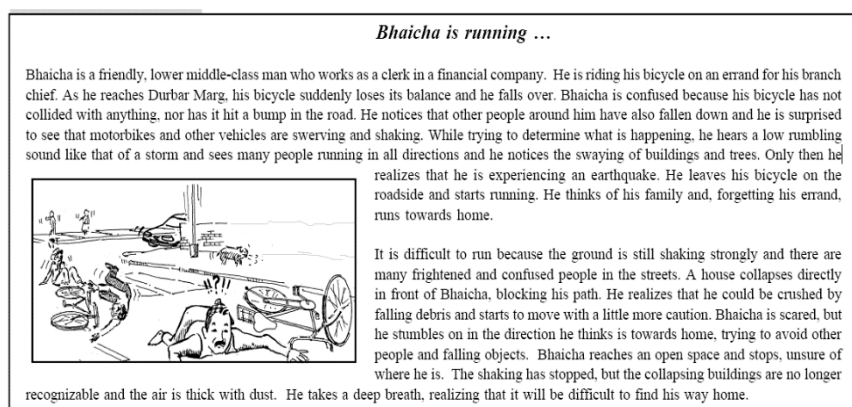 Bhaicha is running …
Bhaicha is a friendly, lower middle-class man who works as a clerk in a financial company. He is riding his bicycle on an errand for his branch
chief. As he reaches Durbar Marg, his bicycle suddenly loses its balance and he falls over. Bhaicha is confused because his bicycle has not
collided with anything, nor has it hit a bump in the road. He notices that other people around him have also fallen down and he is surprised
to see that motorbikes and other vehicles are swerving and shaking. While trying to determine what is happening, he hears a low rumbling
sound like that of a storm and sees many people running in all directions and he notices the swaying of buildings and trees. Only then he
realizes that he is experiencing an earthquake. He leaves his bicycle on the
roadside and starts running. He thinks of his family and, forgetting his errand,
runs towards home.
It is difficult to run because the ground is still shaking strongly and there are
many frightened and confused people in the streets. A house collapses directly
in front of Bhaicha, blocking his path. He realizes that he could be crushed by
falling debris and starts to move with a little more caution. Bhaicha is scared, but
he stumbles on in the direction he thinks is towards home, trying to avoid other
people and falling objects. Bhaicha reaches an open space and stops, unsure of
where he is. The shaking has stopped, but the collapsing buildings are no longer
recognizable and the air is thick with dust. He takes a deep breath, realizing that it will be difficult to find his way home.
!!?!!